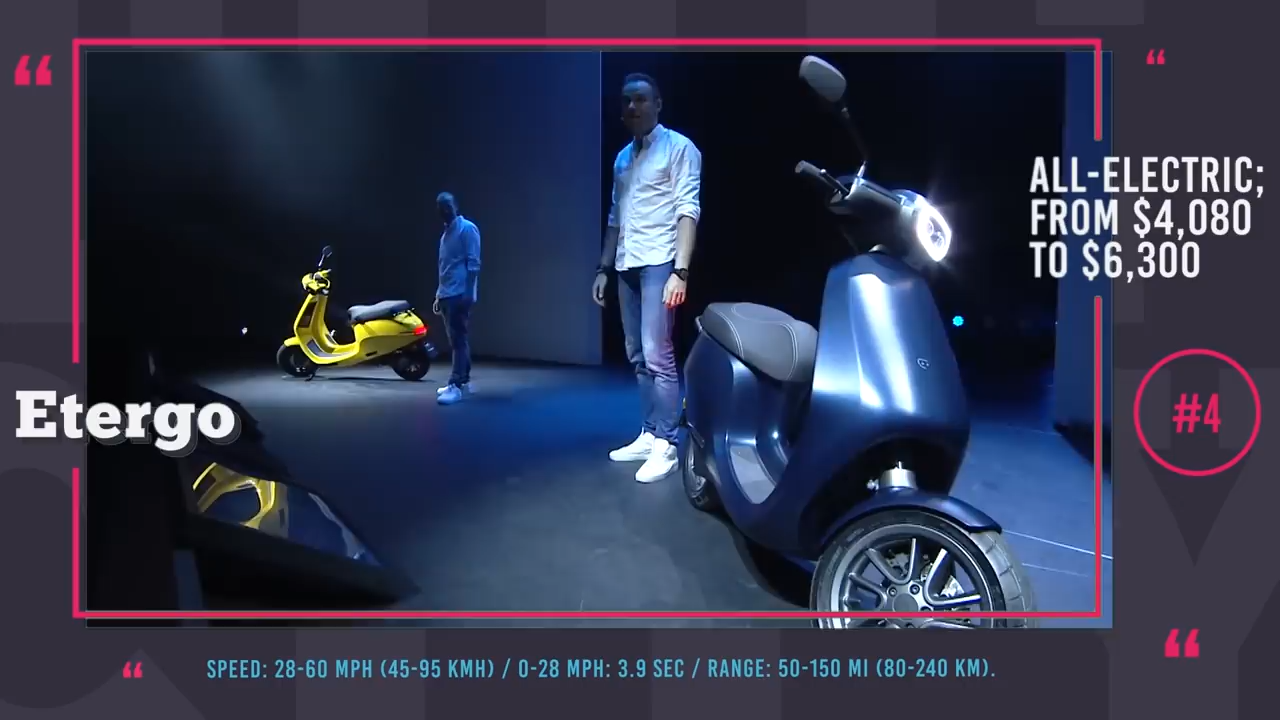 ALL-ELECTRIC;
FROM $4,080
TO $6,300
Etergo
#4
SPEED: 28-60 MPH (45-95 KMH) / 0-28 MPH: 3.9 SEC / RANGE: 50-150 MI (80-240 KM).